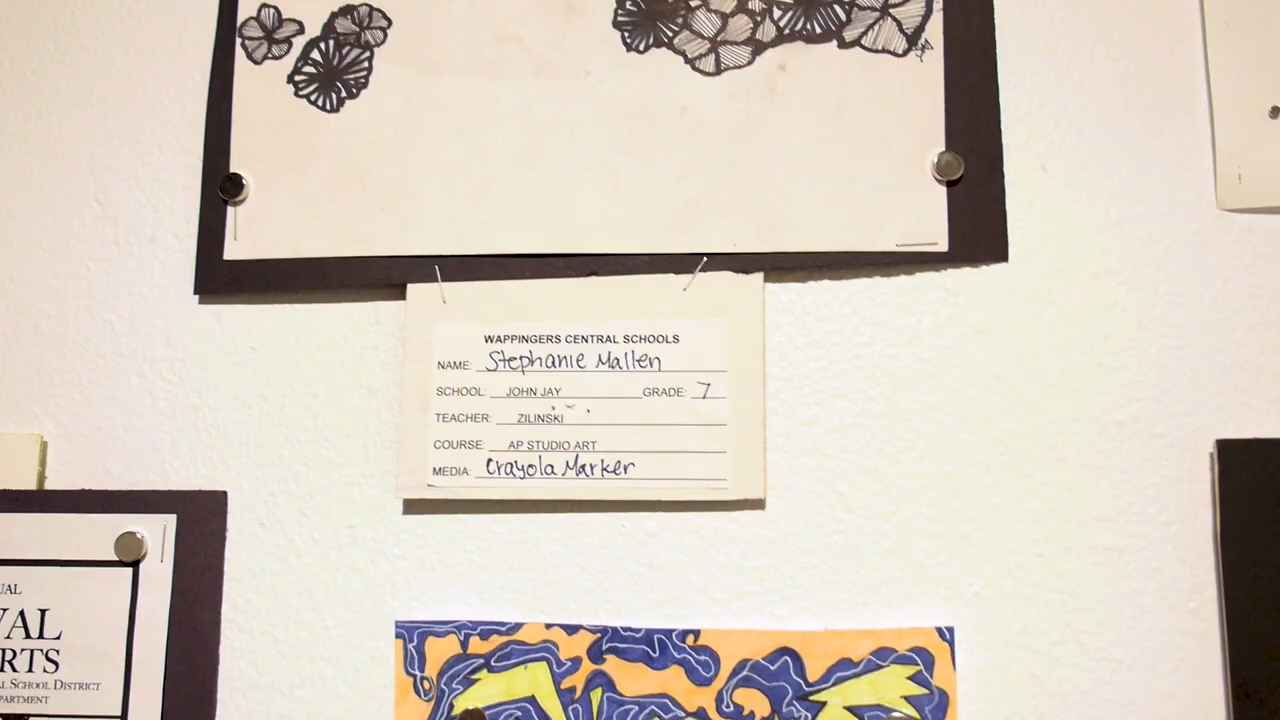 WAPPINGERS CENTRAL SCHOOLS
NAME: Stephanie Mallen
SCHOOL: JOHN JAY GRADE: 7
TEACHER: ZILINSKI
COURSE: AP STUDIO ART
MEDIA: Crayola Marker
UAL
VAL
RTS
L SCHOOL DISTRICT
PARTMENT